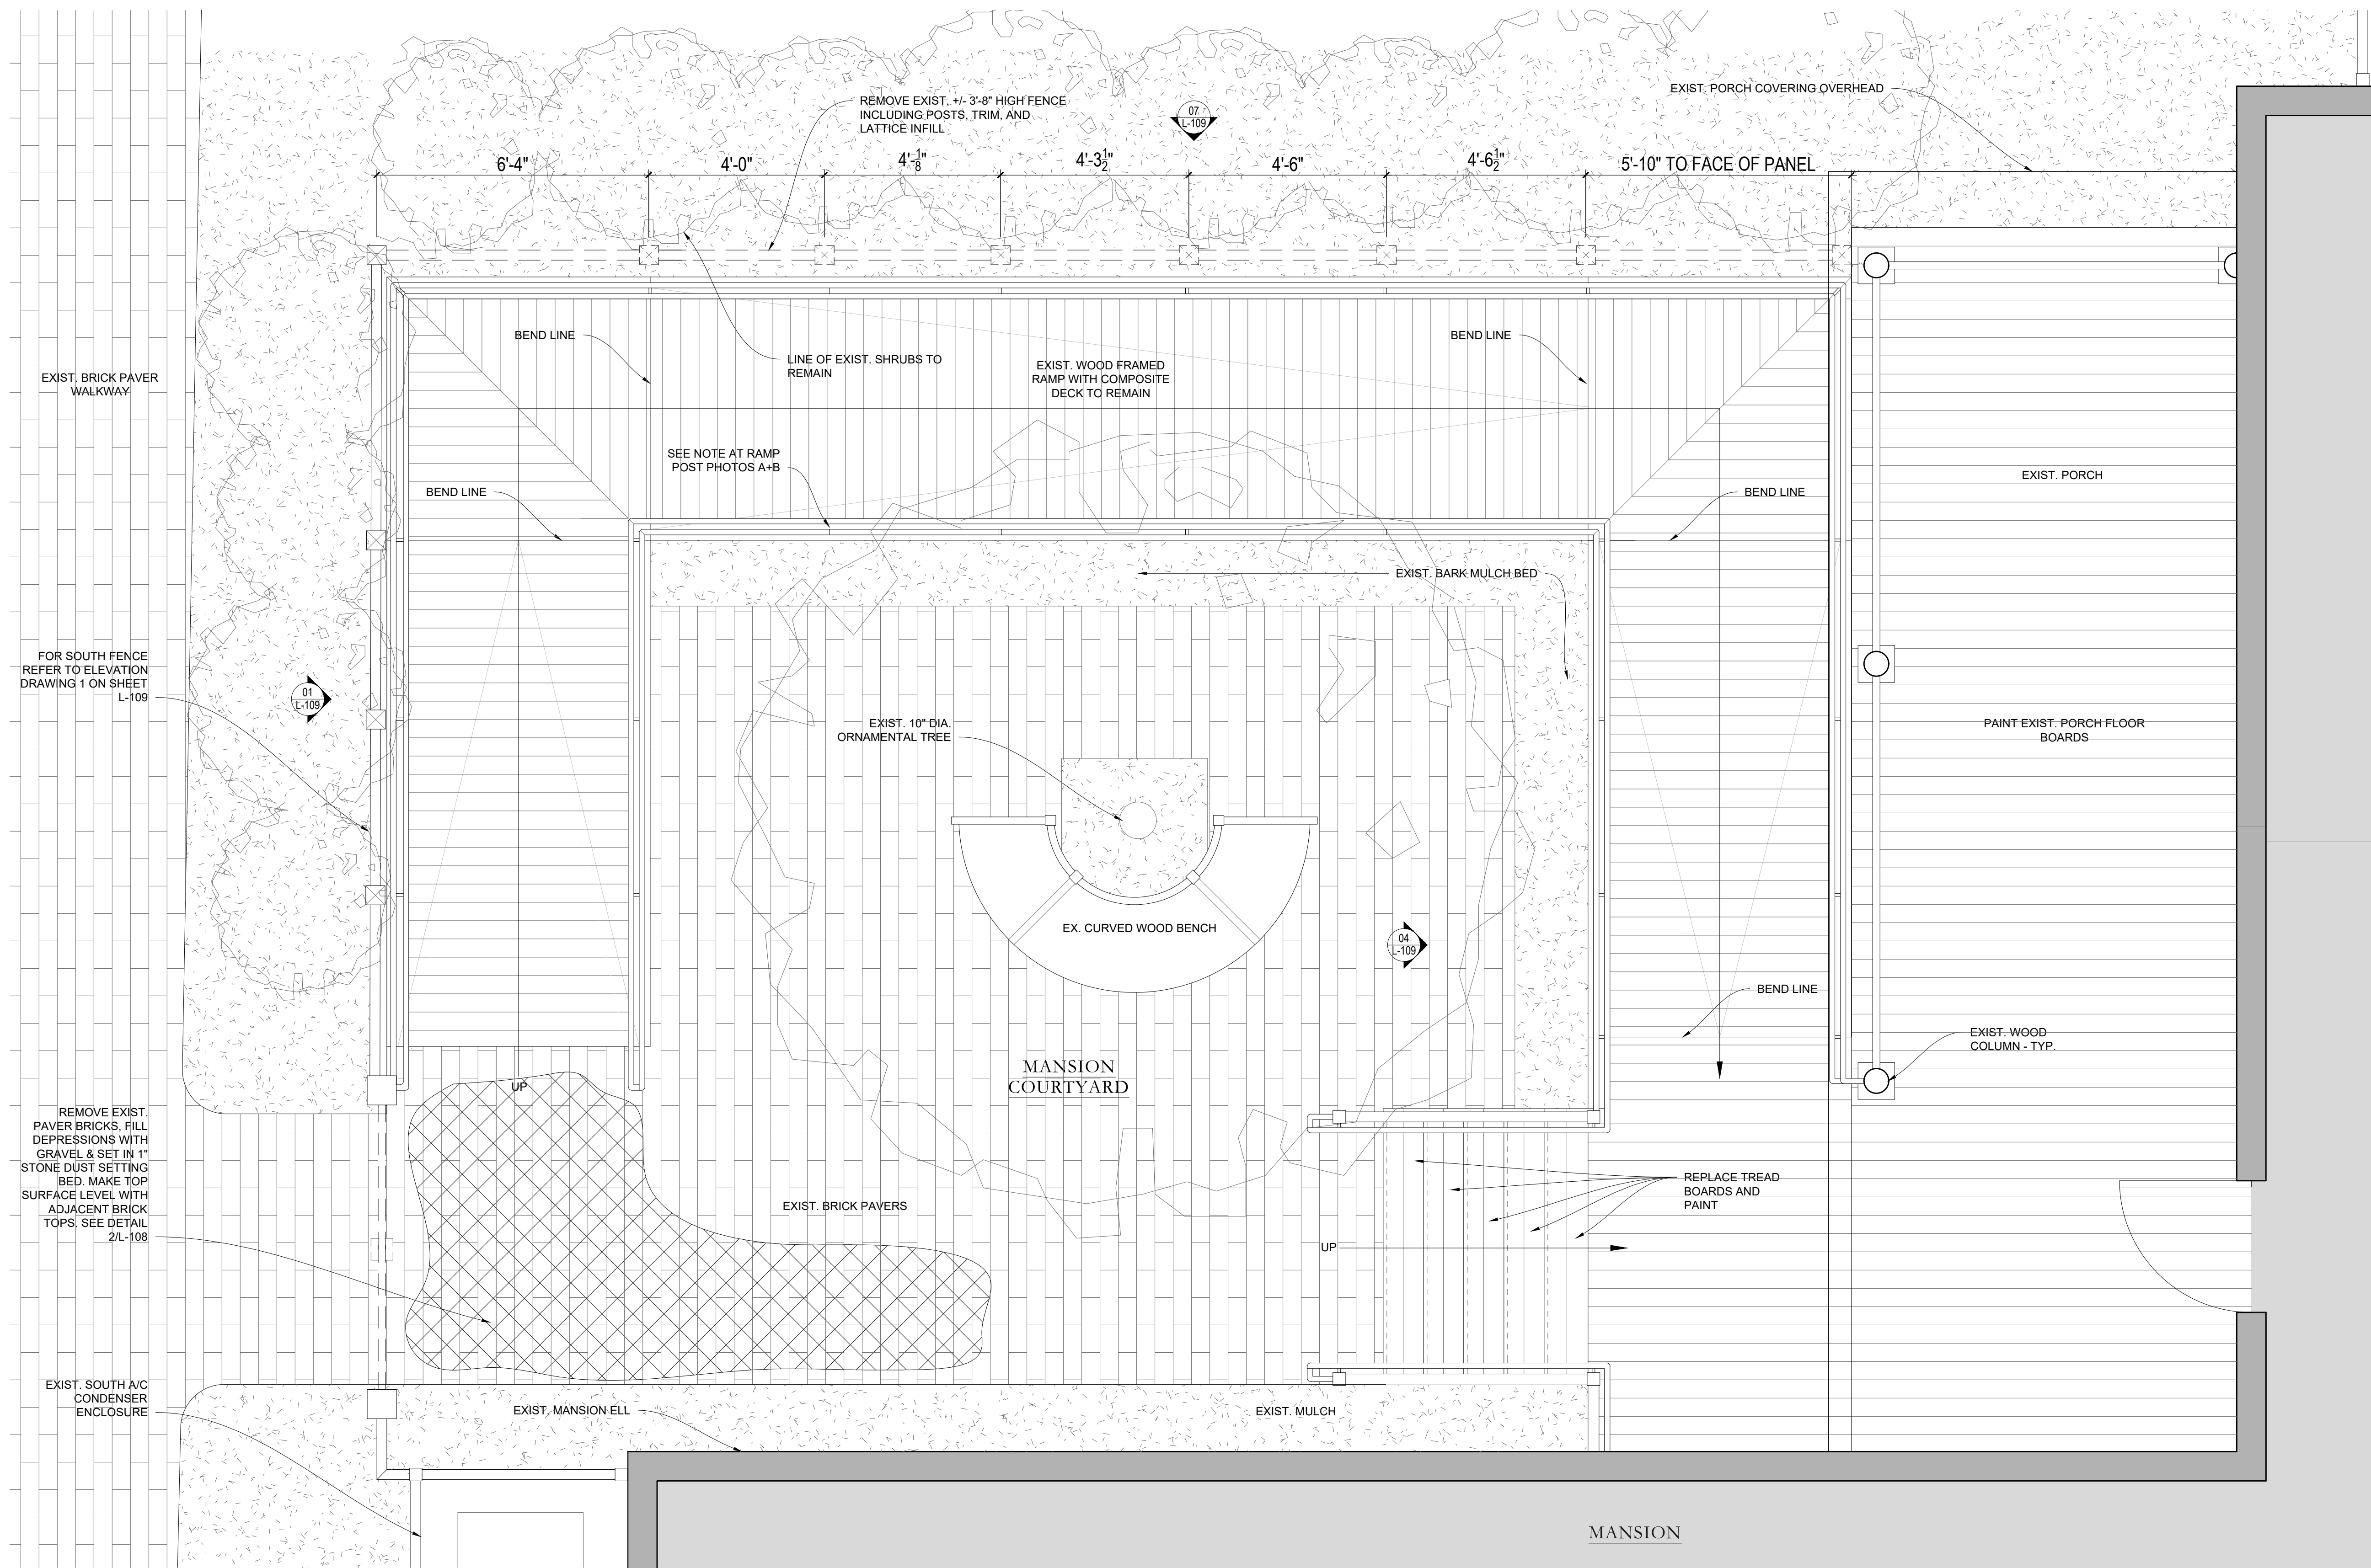 EXIST. PORCH COVERING OVERHEAD
REMOVE EXIST. +/- 3'-8" HIGH FENCE
INCLUDING POSTS, TRIM, AND
LATTICE INFILL
07
L-109
6'-4"
4'-0"
4'-1/8"
4'-3 1/2"
4'-6"
4'-6 1/2"
5'-10" TO FACE OF PANEL
BEND LINE
BEND LINE
LINE OF EXIST. SHRUBS TO
REMAIN
EXIST. WOOD FRAMED
RAMP WITH COMPOSITE
DECK TO REMAIN
EXIST. BRICK PAVER
WALKWAY
SEE NOTE AT RAMP
POST PHOTOS A+B
EXIST. PORCH
BEND LINE
BEND LINE
EXIST. BARK MULCH BED
FOR SOUTH FENCE
REFER TO ELEVATION
DRAWING 1 ON SHEET
L-109
01
L-109
EXIST. 10" DIA.
ORNAMENTAL TREE
PAINT EXIST. PORCH FLOOR
BOARDS
EX. CURVED WOOD BENCH
04
L-109
BEND LINE
EXIST. WOOD
COLUMN - TYP.
MANSION
COURTYARD
UP
REMOVE EXIST.
PAVER BRICKS, FILL
DEPRESSIONS WITH
GRAVEL & SET IN 1"
STONE DUST SETTING
BED. MAKE TOP
SURFACE LEVEL WITH
ADJACENT BRICK
TOPS. SEE DETAIL
2/L-108
EXIST. BRICK PAVERS
REPLACE TREAD
BOARDS AND
PAINT
UP
EXIST. SOUTH A/C
CONDENSER
ENCLOSURE
EXIST. MANSION ELL
EXIST. MULCH
MANSION